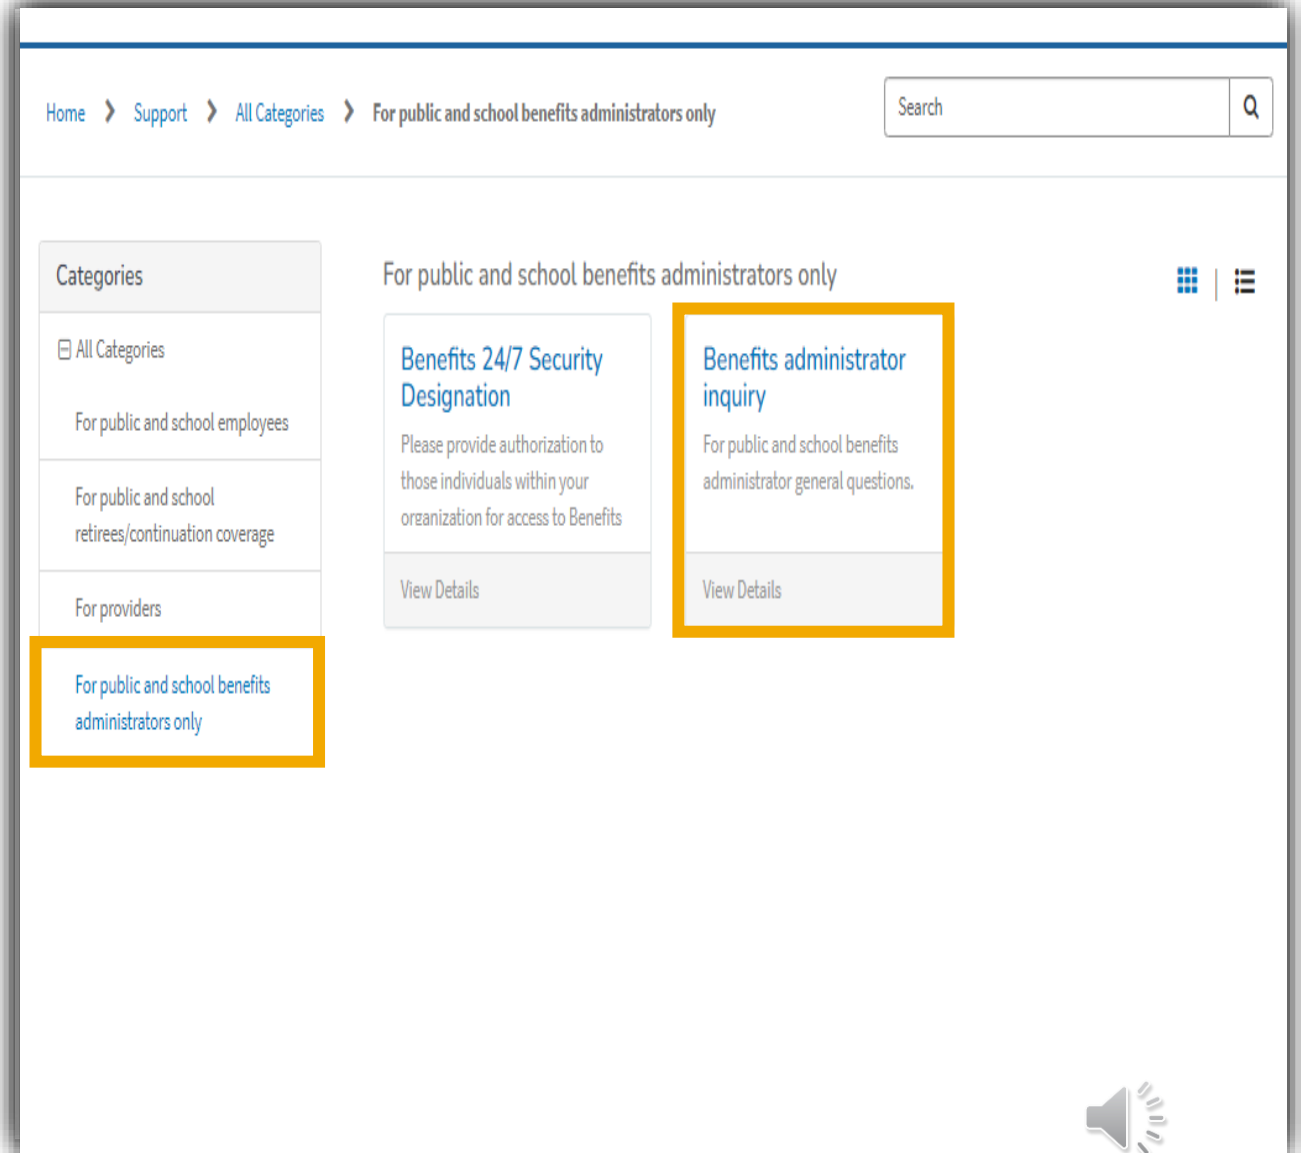 Home > Support > All Categories > For public and school benefits administrators only
Search
Categories
All Categories
For public and school employees
For public and school
retirees/continuation coverage
For providers
For public and school benefits
administrators only
For public and school benefits administrators only
Benefits 24/7 Security
Designation
Please provide authorization to
those individuals within your
organization for access to Benefits
View Details
Benefits administrator
inquiry
For public and school benefits
administrator general questions.
View Details